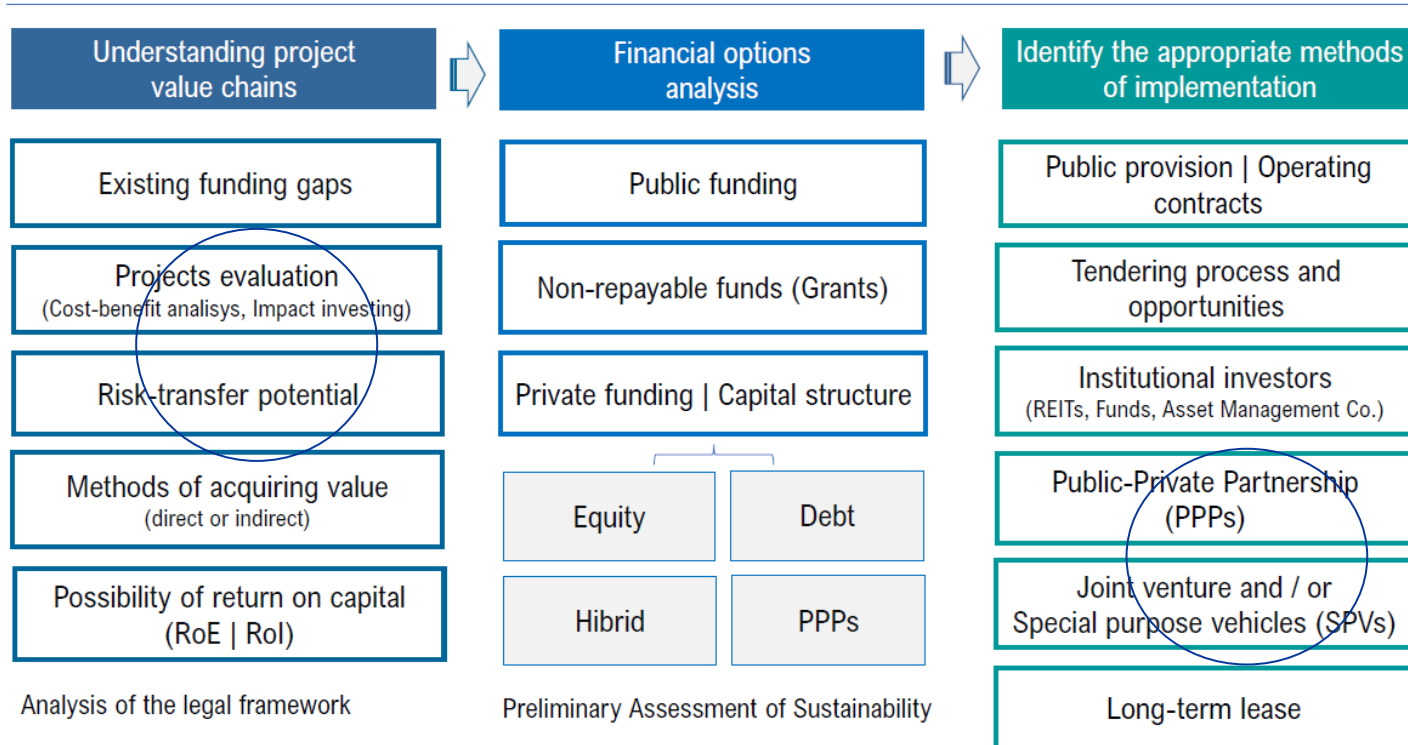 Understanding project
value chains
Existing funding gaps
Projects evaluation
(Cost-benefit analisys, Impact investing)
Risk-transfer potential
Methods of acquiring value
(direct or indirect)
Possibility of return on capital
(RoE | RoI)
Analysis of the legal framework
Financial options
analysis
Public funding
Non-repayable funds (Grants)
Private funding | Capital structure
Equity
Debt
Hibrid
PPPs
Preliminary Assessment of Sustainability
Identify the appropriate methods
of implementation
Public provision | Operating
contracts
Tendering process and
opportunities
Institutional investors
(REITs, Funds, Asset Management Co.)
Public-Private Partnership
(PPPs)
Joint venture and / or
Special purpose vehicles (SPVs)
Long-term lease